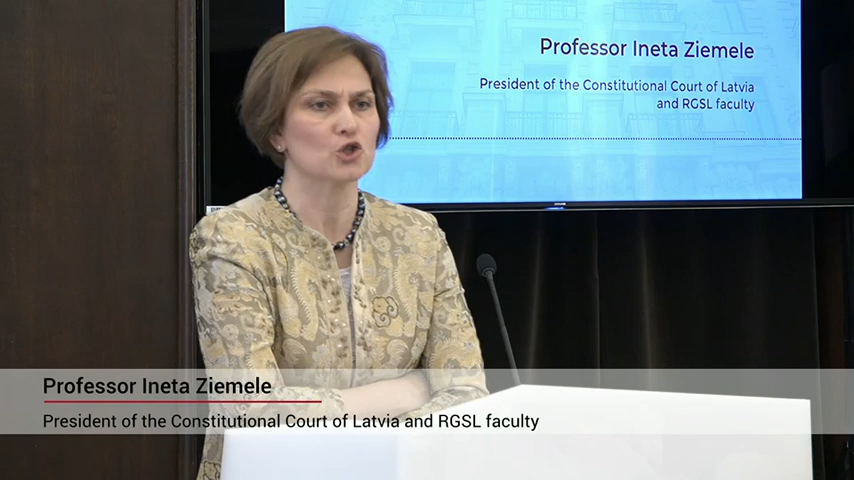 Professor Ineta Ziemele
President of the Constitutional Court of Latvia
and RGSL faculty
Professor Ineta Ziemele
President of the Constitutional Court of Latvia and RGSL faculty